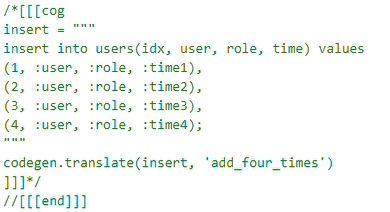 /*[[[cog
insert = """
insert into users(idx, user, role, time) values
(1, :user, :role, :time1),
(2, :user, :role, :time2),
(3, :user, :role, :time3),
(4, :user, :role, :time4);
"""
codegen.translate(insert, 'add_four_times')
]]]*/
//[[[end]]]